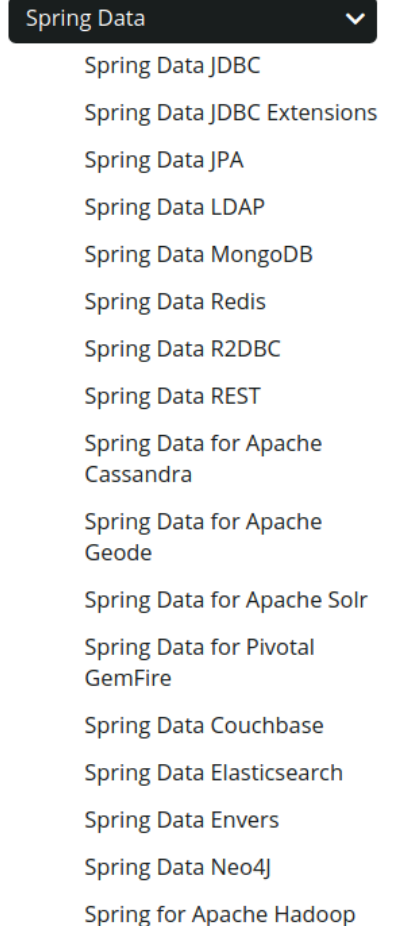 Spring Data
Spring Data JDBC
Spring Data JDBC Extensions
Spring Data JPA
Spring Data LDAP
Spring Data MongoDB
Spring Data Redis
Spring Data R2DBC
Spring Data REST
Spring Data for Apache
Cassandra
Spring Data for Apache
Geode
Spring Data for Apache Solr
Spring Data for Pivotal
GemFire
Spring Data Couchbase
Spring Data Elasticsearch
Spring Data Envers
Spring Data Neo4J
Spring for Apache Hadoop